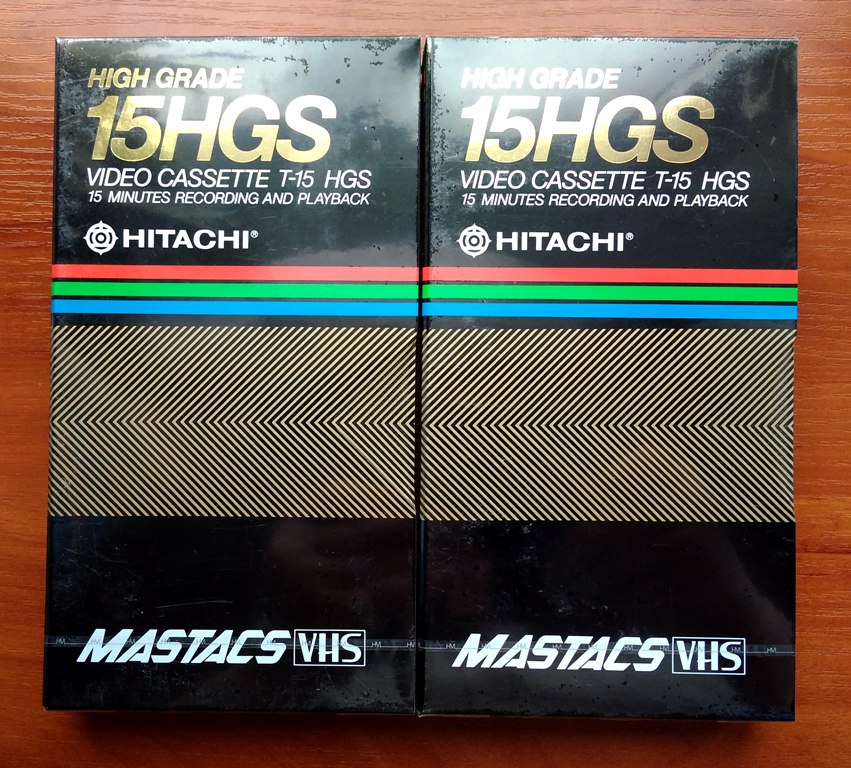 HIGH GRADE
15HGS
VIDEO CASSETTE T-15 HGS
15 MINUTES RECORDING AND PLAYBACK
HITACHI®
MASTACS VHS
HIGH GRADE
15HGS
VIDEO CASSETTE T-15 HGS
15 MINUTES RECORDING AND PLAYBACK
HITACHI®
MASTACS VHS